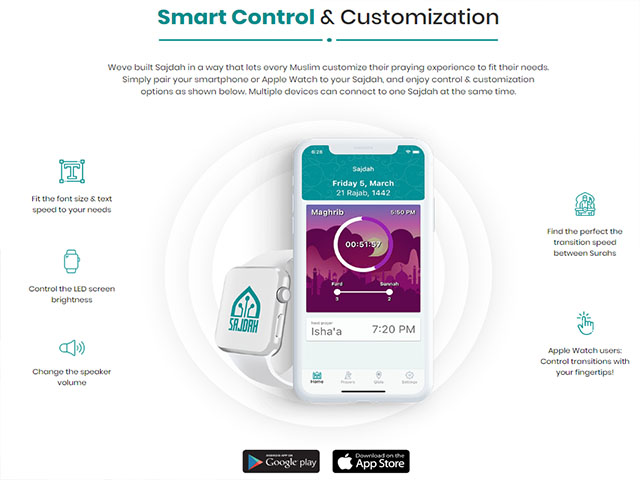 Smart Control & Customization
Weve built Sajdah in a way that lets every Muslim customize their praying experience to fit their needs.
Simply pair your smartphone or Apple Watch to your Sajdah, and enjoy control & customization
options as shown below. Multiple devices can connect to one Sajdah at the same time.
T
Fit the font size & text
speed to your needs
Control the LED screen
brightness
Change the speaker
volume
SAJDAH
6:28
Sajdah
Friday 5, March
21 Rajab, 1442
Maghrib 5:50 PM
00:51:57
Fard Sunnah
3 2
Next prayer
Isha'a 7:20 PM
Home Prayers Stats Settings
Find the perfect the
transition speed
between Surahs
Apple Watch users:
Control transitions with
your fingertips!
ANDROID APP ON
Google play
Download on the
App Store